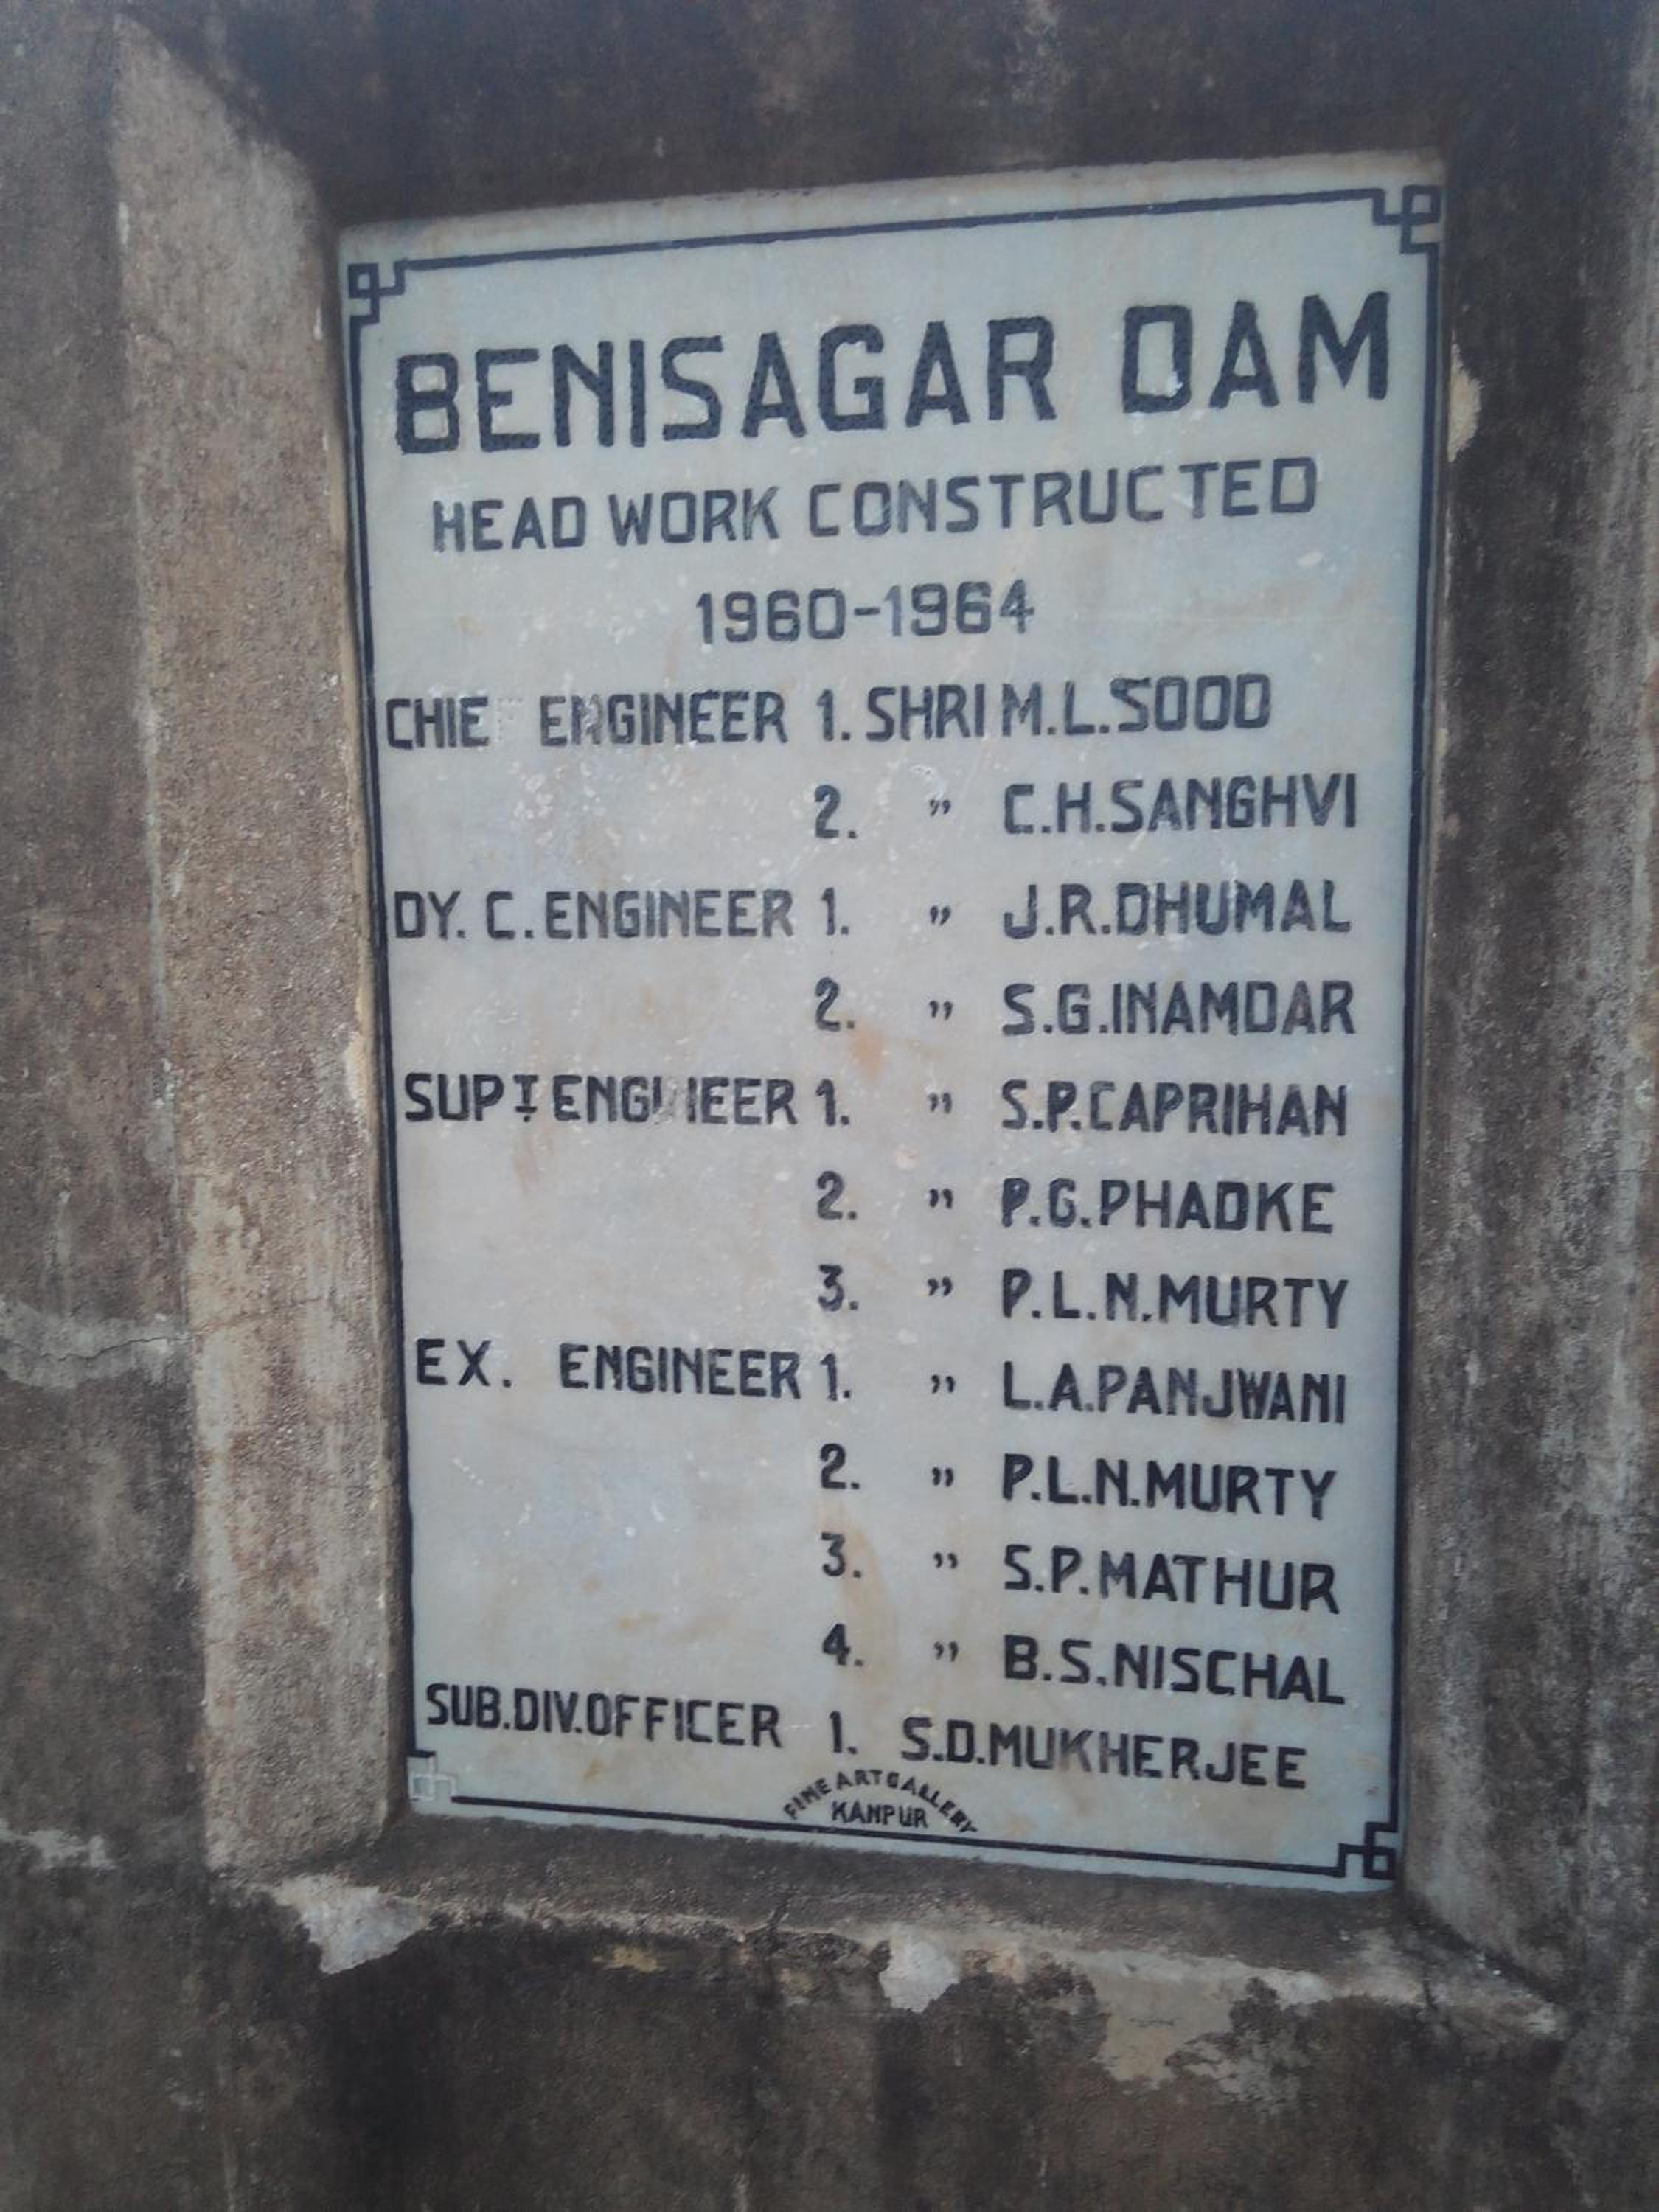 BENISAGAR DAM
HEAD WORK CONSTRUCTED
1960-1964
CHIEF ENGINEER 1. SHRI M.L.SOOD
2. " C.H.SANGHVI
DY. C. ENGINEER 1. " J.R.DHUMAL
2. " S.G.INAMDAR
SUPT ENGINEER 1. " S.P.CAPRIHAN
2. " P.G.PHADKE
3. " P.L.N.MURTY
EX. ENGINEER 1. " L.A.PANJWANI
2. " P.L.N.MURTY
3. " S.P.MATHUR
4. " B.S.NISCHAL
SUB.DIV.OFFICER 1. S.D.MUKHERJEE
FINE ART GALLERY
KANPUR